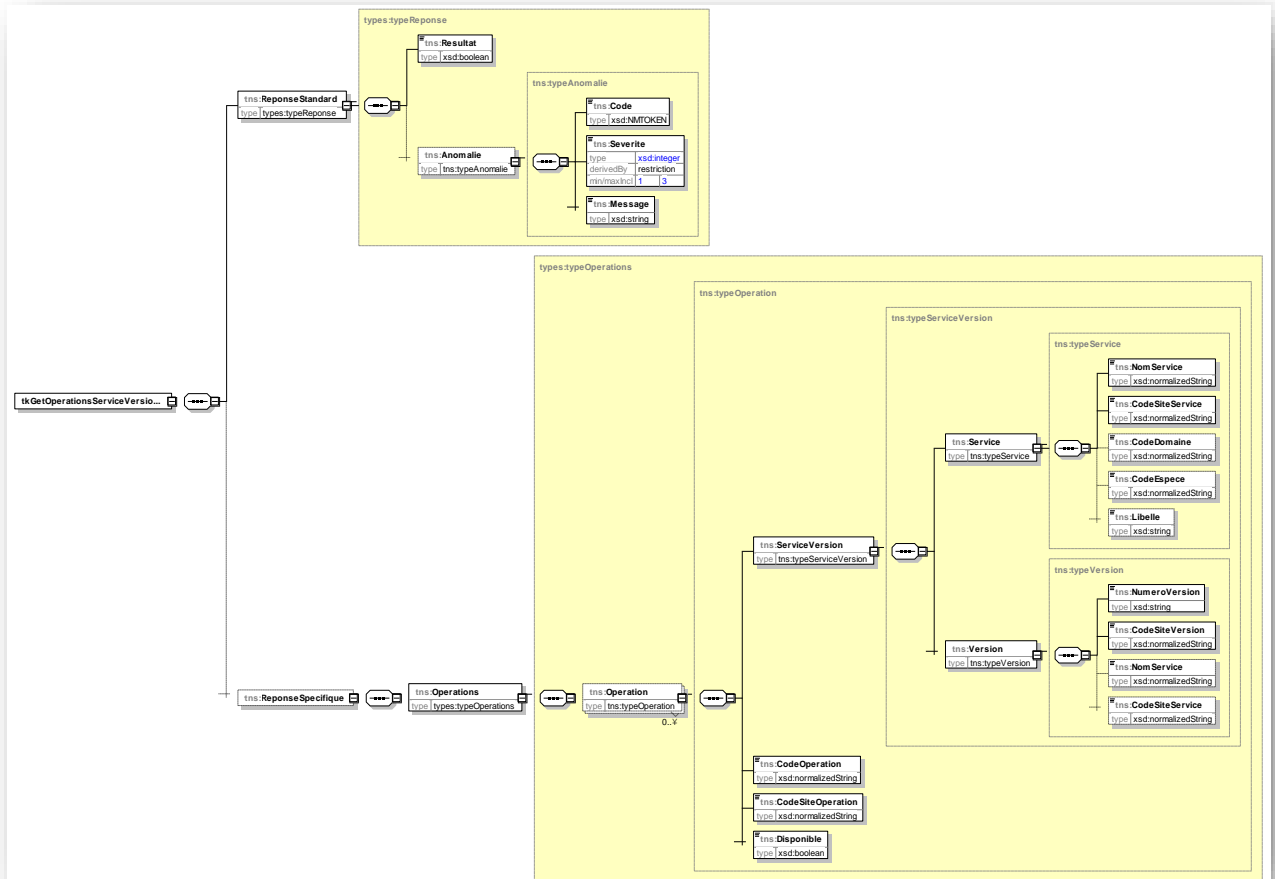 types:typeReponse
tns:Resultat
type xsd:boolean
tns:typeAnomalie
tns:ReponseStandard
type types:typeReponse
tns:Code
type xsd:NMTOKEN
tns:Severite
type xsd:integer
derivedBy restriction
min/maxIncl 1 3
tns:Anomalie
type tns:typeAnomalie
tns:Message
type xsd:string
types:typeOperations
tns:typeOperation
tns:typeServiceVersion
tns:typeService
tns:NomService
type xsd:normalizedString
tkGetOperationsServiceVersio...
tns:CodeSiteService
type xsd:normalizedString
tns:Service
type tns:typeService
tns:CodeDomaine
type xsd:normalizedString
tns:CodeEspece
type xsd:normalizedString
tns:Libelle
type xsd:string
tns:ServiceVersion
type tns:typeServiceVersion
tns:typeVersion
tns:NumeroVersion
type xsd:string
tns:CodeSiteVersion
type xsd:normalizedString
tns:Version
type tns:typeVersion
tns:NomService
type xsd:normalizedString
tns:CodeSiteService
type xsd:normalizedString
tns:ReponseSpecifique
tns:Operations
type types:typeOperations
tns:Operation
type tns:typeOperation
0..¥
tns:CodeOperation
type xsd:normalizedString
tns:CodeSiteOperation
type xsd:normalizedString
tns:Disponible
type xsd:boolean